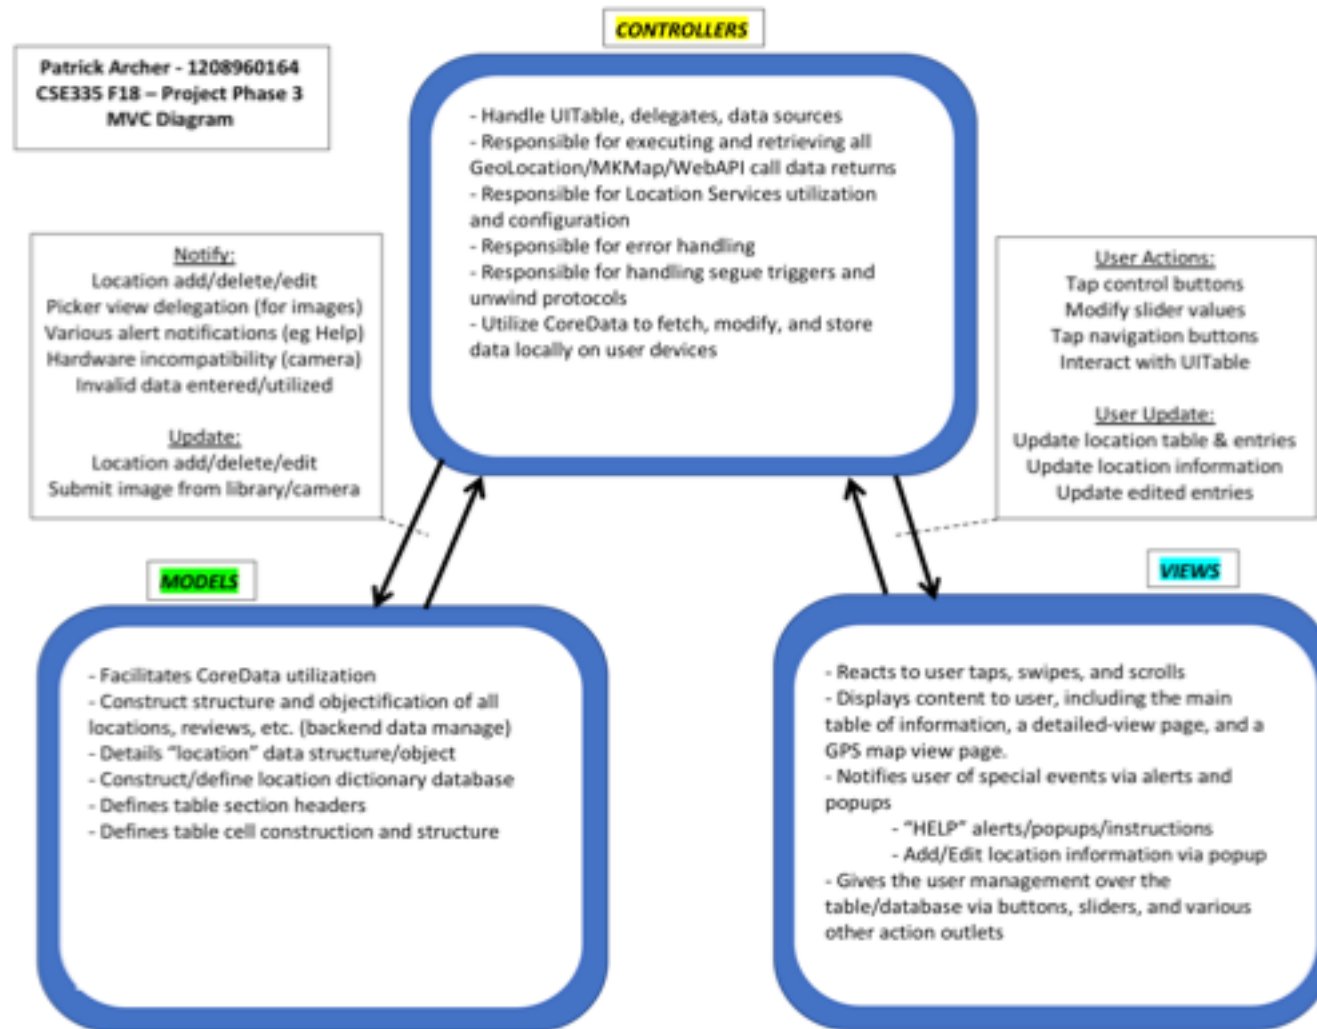 CONTROLLERS
Patrick Archer - 1208960164
CSE335 F18 – Project Phase 3
MVC Diagram
- Handle UITable, delegates, data sources
- Responsible for executing and retrieving all
GeoLocation/MKMap/WebAPI call data returns
- Responsible for Location Services utilization
and configuration
- Responsible for error handling
- Responsible for handling segue triggers and
unwind protocols
- Utilize CoreData to fetch, modify, and store
data locally on user devices
Notify:
Location add/delete/edit
Picker view delegation (for images)
Various alert notifications (eg Help)
Hardware incompatibility (camera)
Invalid data entered/utilized
Update:
Location add/delete/edit
Submit image from library/camera
User Actions:
Tap control buttons
Modify slider values
Tap navigation buttons
Interact with UITable
User Update:
Update location table & entries
Update location information
Update edited entries
MODELS
- Facilitates CoreData utilization
- Construct structure and objectification of all
locations, reviews, etc. (backend data manage)
- Details “location” data structure/object
- Construct/define location dictionary database
- Defines table section headers
- Defines table cell construction and structure
VIEWS
- Reacts to user taps, swipes, and scrolls
- Displays content to user, including the main
table of information, a detailed-view page, and a
GPS map view page.
- Notifies user of special events via alerts and
popups
- “HELP” alerts/popups/instructions
- Add/Edit location information via popup
- Gives the user management over the
table/database via buttons, sliders, and various
other action outlets